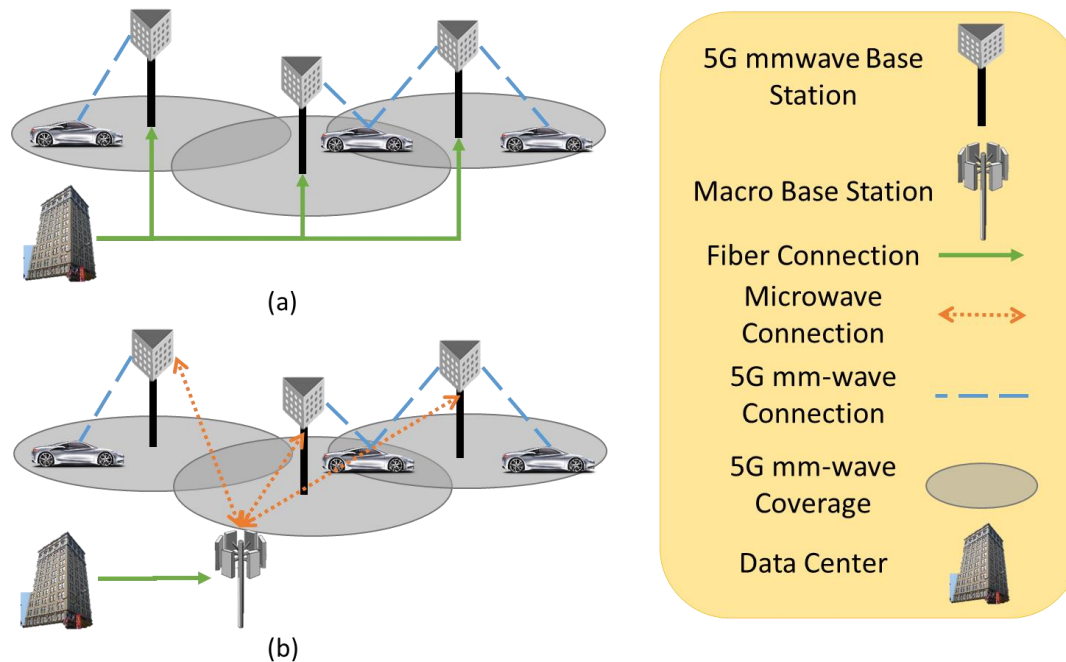 (a)
(b)
5G mmwave Base
Station
Macro Base Station
Fiber Connection
Microwave
Connection
5G mm-wave
Connection
5G mm-wave
Coverage
Data Center